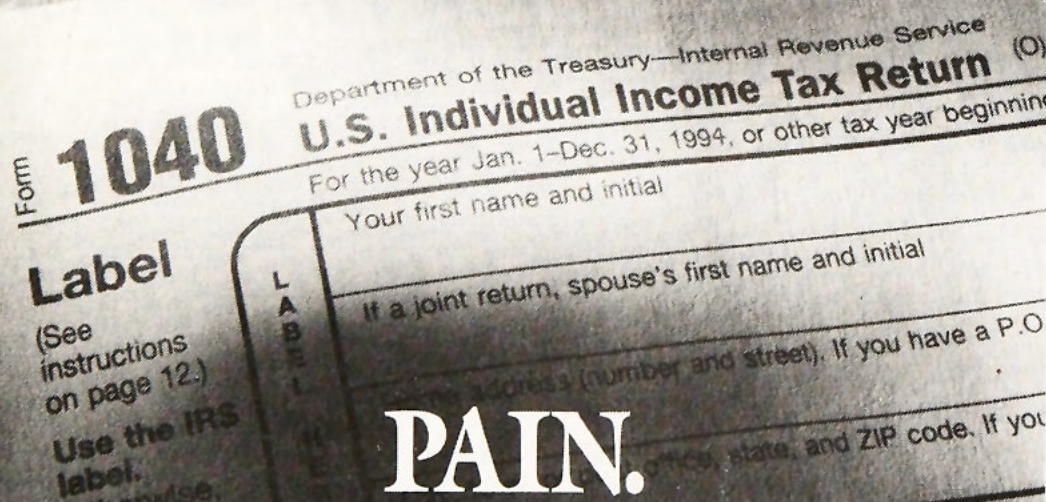 Department of the Treasury—Internal Revenue Service
Form 1040 U.S. Individual Income Tax Return (O)
For the year Jan. 1–Dec. 31, 1994, or other tax year beginning
Label
(See
instructions
on page 12.)
Use the IRS
label.
LABEL
Your first name and initial
If a joint return, spouse's first name and initial
address (number and street). If you have a P.O
state, and ZIP code. If you
PAIN.